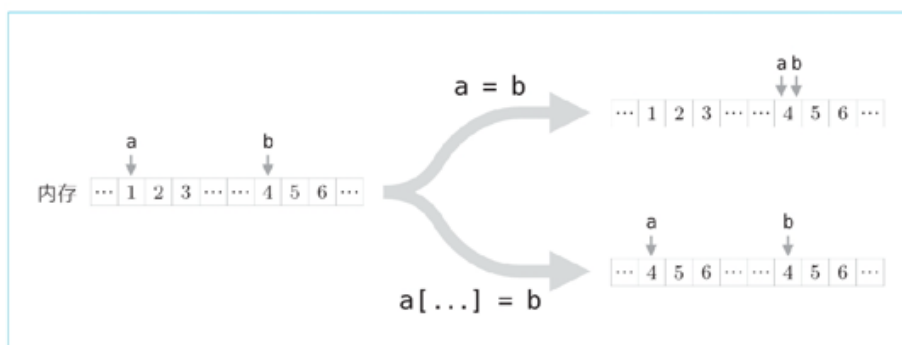 a b
a = b
… 1 2 3 … … 4 5 6 …
a b
内存 … 1 2 3 … … 4 5 6 …
a b
… 4 5 6 … … 4 5 6 …
a[...] = b